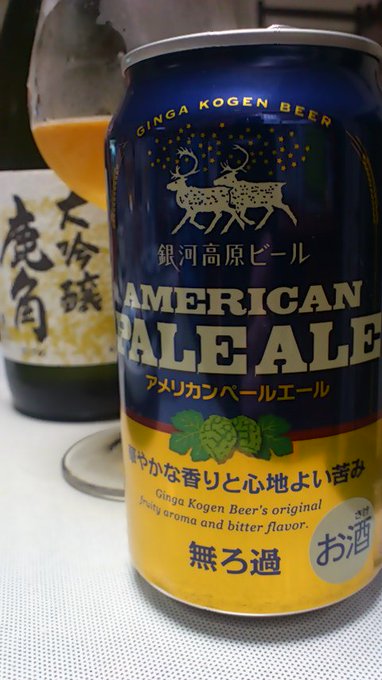 GINGA KOGEN BEER
銀河高原ビール
AMERICAN
PALE ALE
アメリカンペールエール
華やかな香りと心地よい苦み
Ginga Kogen Beer's original
fruity aroma and bitter flavor.
無ろ過
さけ
お酒
大吟醸
鹿角